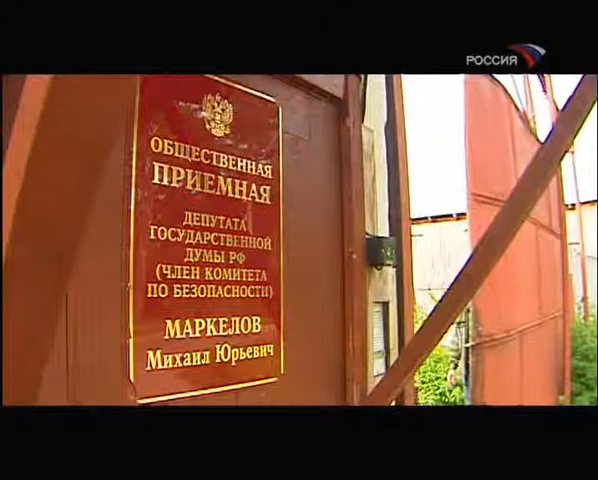 РОССИЯ
ОБЩЕСТВЕННАЯ
ПРИЕМНАЯ
ДЕПУТАТА
ГОСУДАРСТВЕННОЙ
ДУМЫ РФ
(ЧЛЕН КОМИТЕТА
ПО БЕЗОПАСНОСТИ)
МАРКЕЛОВ
Михаил Юрьевич